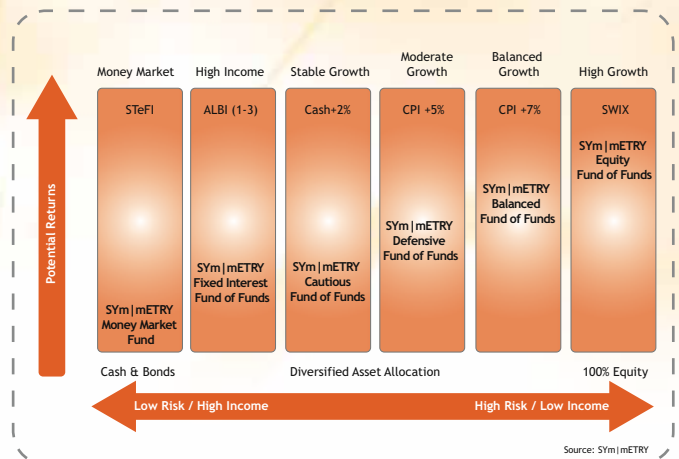 Money Market
High Income
Stable Growth
Moderate
Growth
Balanced
Growth
High Growth
STeFI
ALBI (1-3)
Cash+2%
CPI +5%
CPI +7%
SWIX
Potential Returns
SYm|mETRY
Money Market
Fund
SYm|mETRY
Fixed Interest
Fund of Funds
SYm|mETRY
Cautious
Fund of Funds
SYm|mETRY
Defensive
Fund of Funds
SYm|mETRY
Balanced
Fund of Funds
SYm|mETRY
Equity
Fund of Funds
Cash & Bonds
Diversified Asset Allocation
100% Equity
Low Risk / High Income
High Risk / Low Income
Source: SYm|mETRY